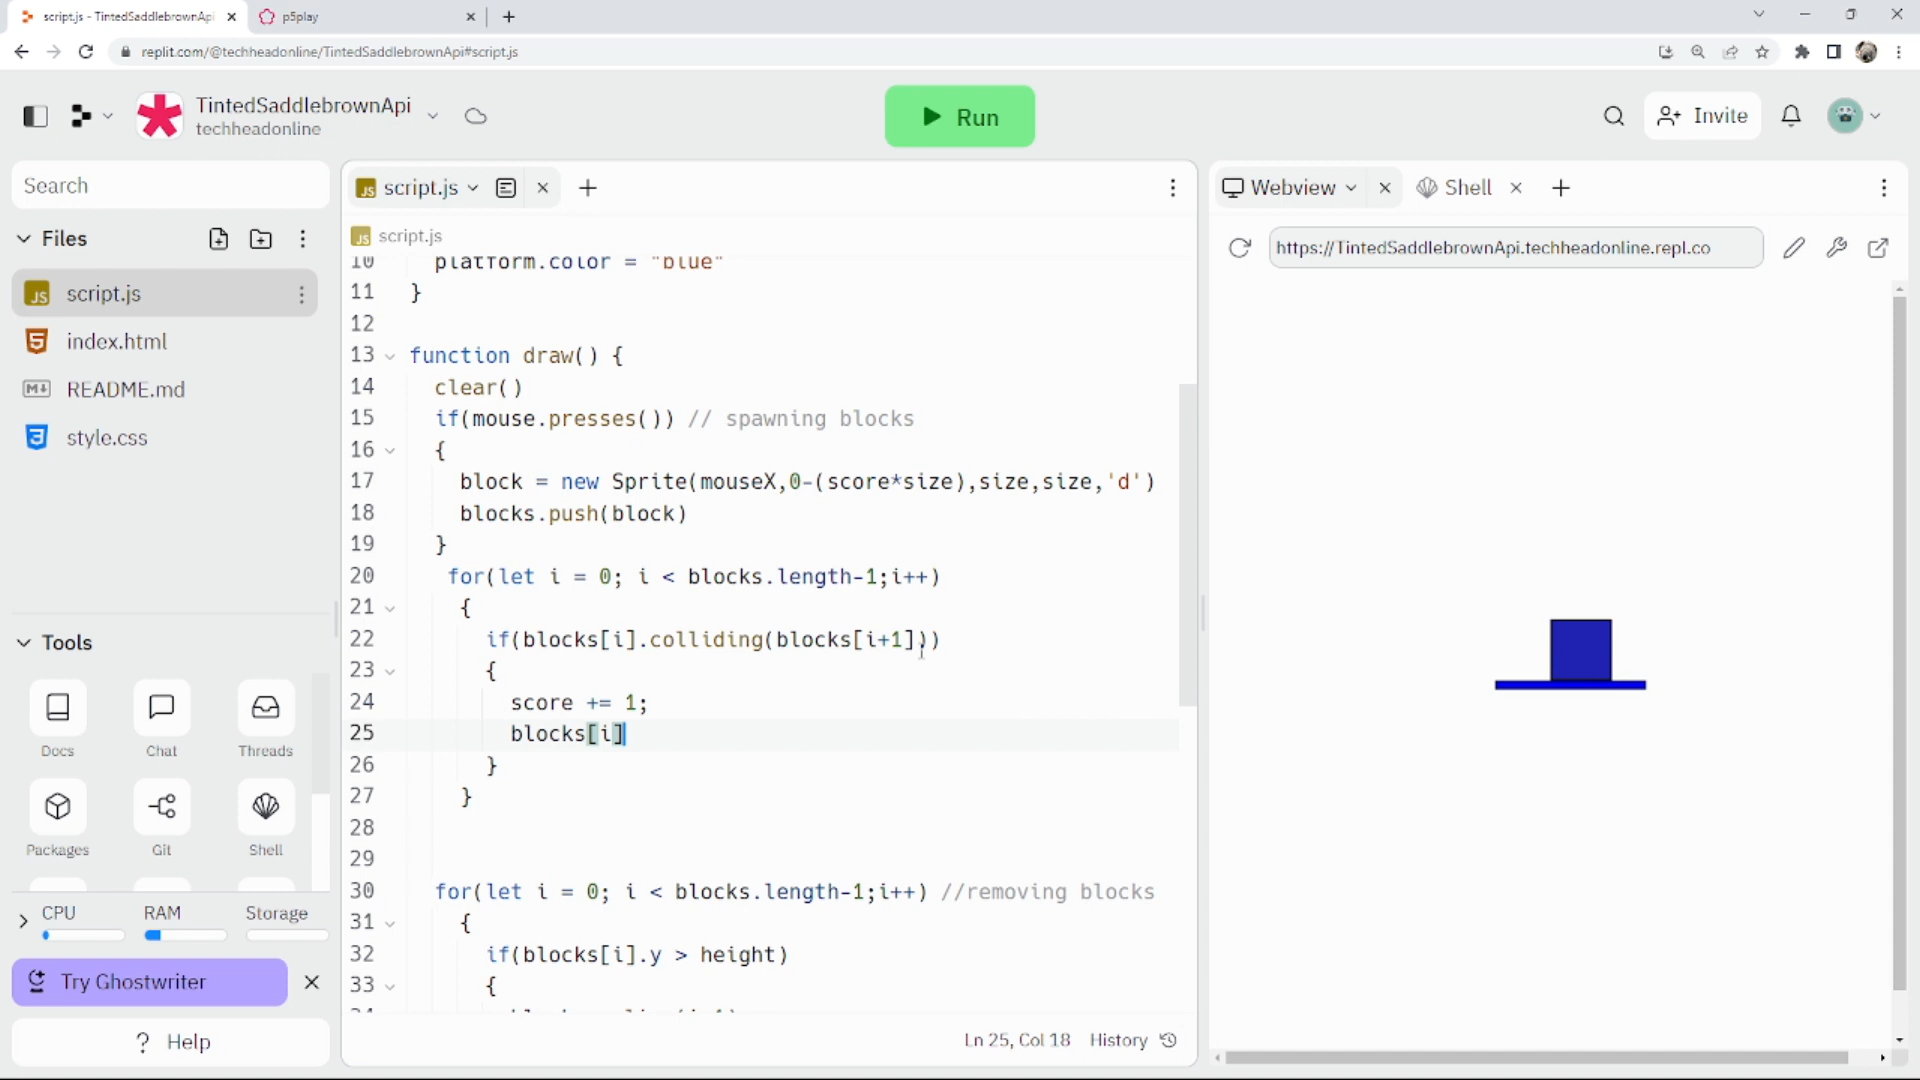 script.js - TintedSaddlebrownApi
p5play
replit.com/@techheadonline/TintedSaddlebrownApi#script.js
TintedSaddlebrownApi
techheadonline
Run
Invite
Search
Files
script.js
index.html
README.md
style.css
Tools
Docs
Chat
Threads
Packages
Git
Shell
CPU
RAM
Storage
Try Ghostwriter
? Help
JS script.js
JS script.js
10 platform.color = "blue"
11 }
12
13 function draw() {
14 clear()
15 if(mouse.presses()) // spawning blocks
16 {
17 block = new Sprite(mouseX,0-(score*size),size,size,'d')
18 blocks.push(block)
19 }
20 for(let i = 0; i < blocks.length-1;i++)
21 {
22 if(blocks[i].colliding(blocks[i+1]))
23 {
24 score += 1;
25 blocks[i]
26 }
27 }
28
29
30 for(let i = 0; i < blocks.length-1;i++) //removing blocks
31 {
32 if(blocks[i].y > height)
33 {
Ln 25, Col 18 History
Webview
Shell
https://TintedSaddlebrownApi.techheadonline.repl.co